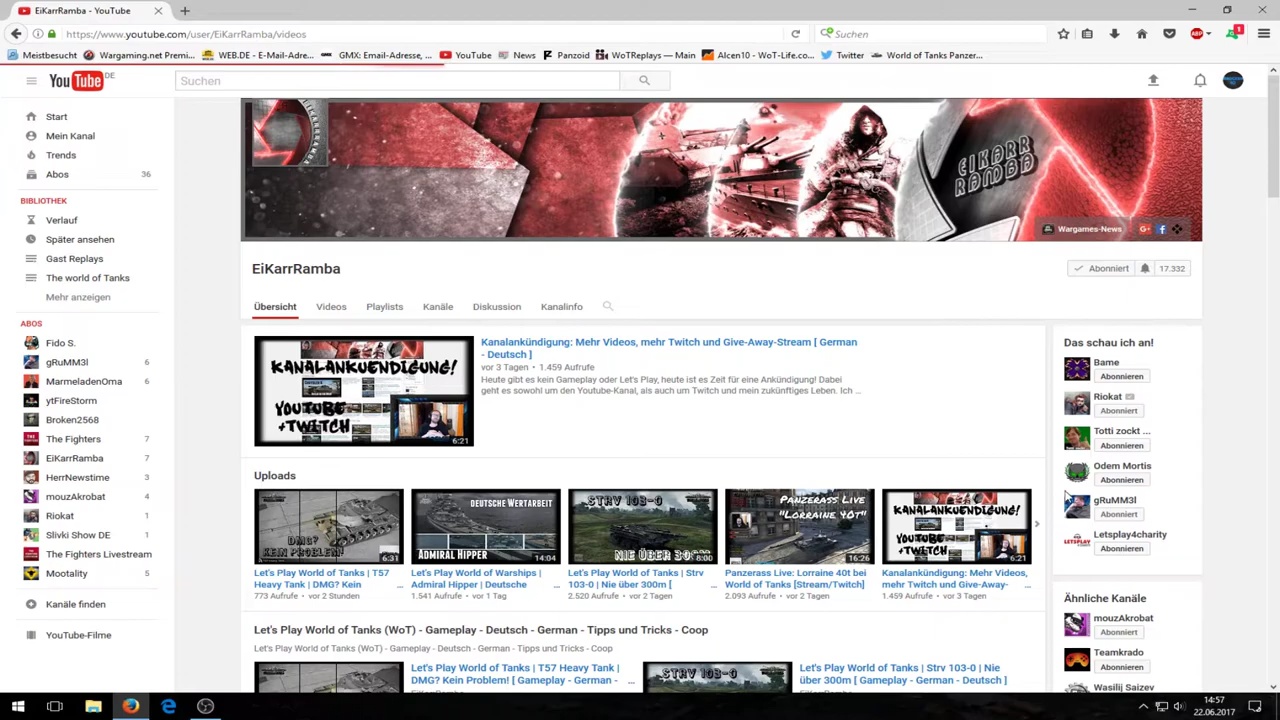 EiKarrRamba - YouTube
https://www.youtube.com/user/EiKarrRamba/videos
Suchen
Meistbesucht
Wargaming.net Premi...
WEB.DE - E-Mail-Adre...
GMX: Email-Adresse, ...
YouTube
News
Panzoid
WoTReplays — Main
Alcen10 - WoT-Life.co...
Twitter
World of Tanks Panzer...
ABP
1
YouTube DE
Suchen
Start
Mein Kanal
Trends
Abos 36
BIBLIOTHEK
Verlauf
Später ansehen
Gast Replays
The world of Tanks
Mehr anzeigen
ABOS
Fido S.
gRuMM3l 6
MarmeladenOma 6
ytFireStorm
Broken2568
The Fighters 7
EiKarrRamba 7
HerrNewstime 3
mouzAkrobat 4
Riokat 1
Slivki Show DE 1
The Fighters Livestream
Mootality 5
Kanäle finden
YouTube-Filme
EIKARR
RAMBA
Wargames-News
EiKarrRamba
Abonniert 17.332
Übersicht
Videos
Playlists
Kanäle
Diskussion
Kanalinfo
KANALANKUENDIGUNG!
YOUTUBE
+TWITCH
6:21
Kanalankündigung: Mehr Videos, mehr Twitch und Give-Away-Stream [ German
- Deutsch ]
vor 3 Tagen • 1.459 Aufrufe
Heute gibt es kein Gameplay oder Let's Play, heute ist es Zeit für eine Ankündigung! Dabei
geht es sowohl um den Youtube-Kanal, als auch um Twitch und mein zukünftiges Leben. Ich ...
Uploads
DMG?
KEIN PROBLEM!
6:31
Let's Play World of Tanks | T57
Heavy Tank | DMG? Kein ...
773 Aufrufe • vor 2 Stunden
DEUTSCHE WERTARBEIT
ADMIRAL HIPPER
14:04
Let's Play World of Warships |
Admiral Hipper | Deutsche ...
1.541 Aufrufe • vor 1 Tag
STRV 103-0
NIE ÜBER 300M
8:00
Let's Play World of Tanks | Strv
103-0 | Nie über 300m [ ...
2.520 Aufrufe • vor 2 Tagen
PANZERASS LIVE
"LORRAINE 40T"
16:26
Panzerass Live: Lorraine 40t bei
World of Tanks [Stream/Twitch]
2.093 Aufrufe • vor 2 Tagen
KANALANKUENDIGUNG!
YOUTUBE
+TWITCH
6:21
Kanalankündigung: Mehr Videos,
mehr Twitch und Give-Away- ...
1.459 Aufrufe • vor 3 Tagen
Let's Play World of Tanks (WoT) - Gameplay - Deutsch - German - Tipps und Tricks - Coop
Let's Play World of Tanks (WoT) - Gameplay - Deutsch - German - Tipps und Tricks - Coop
Let's Play World of Tanks | T57 Heavy Tank |
DMG? Kein Problem! [ Gameplay - German - ...
STRV 103-0
Let's Play World of Tanks | Strv 103-0 | Nie
über 300m [ Gameplay - German - Deutsch ]
Das schau ich an!
Bame
Abonnieren
Riokat
Abonniert
Totti zockt ...
Abonnieren
Odem Mortis
Abonnieren
gRuMM3l
Abonniert
LETSPLAY
Letsplay4charity
Abonnieren
Ähnliche Kanäle
mouzAkrobat
Abonniert
Teamkrado
Abonnieren
Wasilij Saizev
14:57
22.06.2017